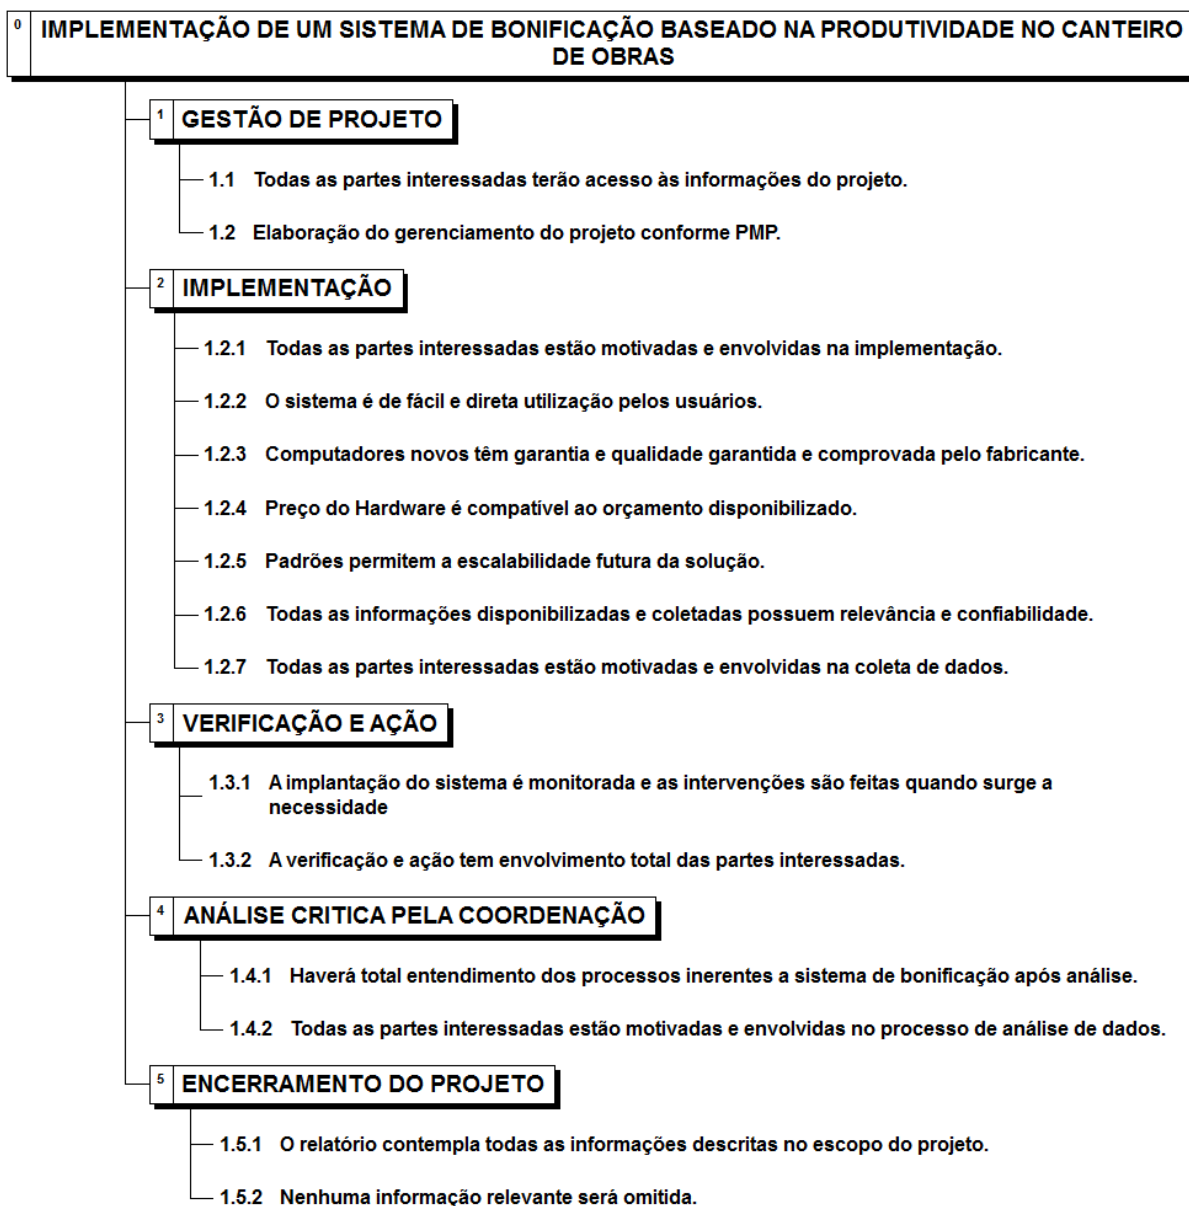 0 IMPLEMENTAÇÃO DE UM SISTEMA DE BONIFICAÇÃO BASEADO NA PRODUTIVIDADE NO CANTEIRO
DE OBRAS
1 GESTÃO DE PROJETO
1.1 Todas as partes interessadas terão acesso às informações do projeto.
1.2 Elaboração do gerenciamento do projeto conforme PMP.
2 IMPLEMENTAÇÃO
1.2.1 Todas as partes interessadas estão motivadas e envolvidas na implementação.
1.2.2 O sistema é de fácil e direta utilização pelos usuários.
1.2.3 Computadores novos têm garantia e qualidade garantida e comprovada pelo fabricante.
1.2.4 Preço do Hardware é compatível ao orçamento disponibilizado.
1.2.5 Padrões permitem a escalabilidade futura da solução.
1.2.6 Todas as informações disponibilizadas e coletadas possuem relevância e confiabilidade.
1.2.7 Todas as partes interessadas estão motivadas e envolvidas na coleta de dados.
3 VERIFICAÇÃO E AÇÃO
1.3.1 A implantação do sistema é monitorada e as intervenções são feitas quando surge a
necessidade
1.3.2 A verificação e ação tem envolvimento total das partes interessadas.
4 ANÁLISE CRITICA PELA COORDENAÇÃO
1.4.1 Haverá total entendimento dos processos inerentes a sistema de bonificação após análise.
1.4.2 Todas as partes interessadas estão motivadas e envolvidas no processo de análise de dados.
5 ENCERRAMENTO DO PROJETO
1.5.1 O relatório contempla todas as informações descritas no escopo do projeto.
1.5.2 Nenhuma informação relevante será omitida.